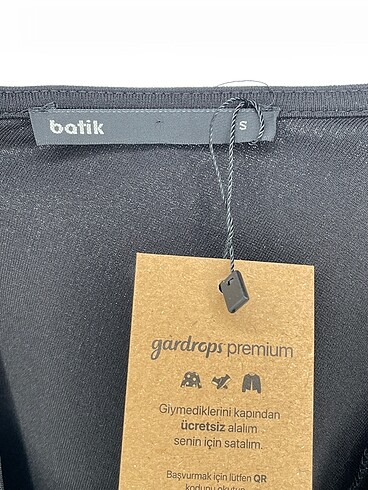 batik
S
gardrops premium
Giymediklerini kapından
ücretsiz alalım
senin için satalım.
Başvurmak için lütfen QR
kodunu okutun